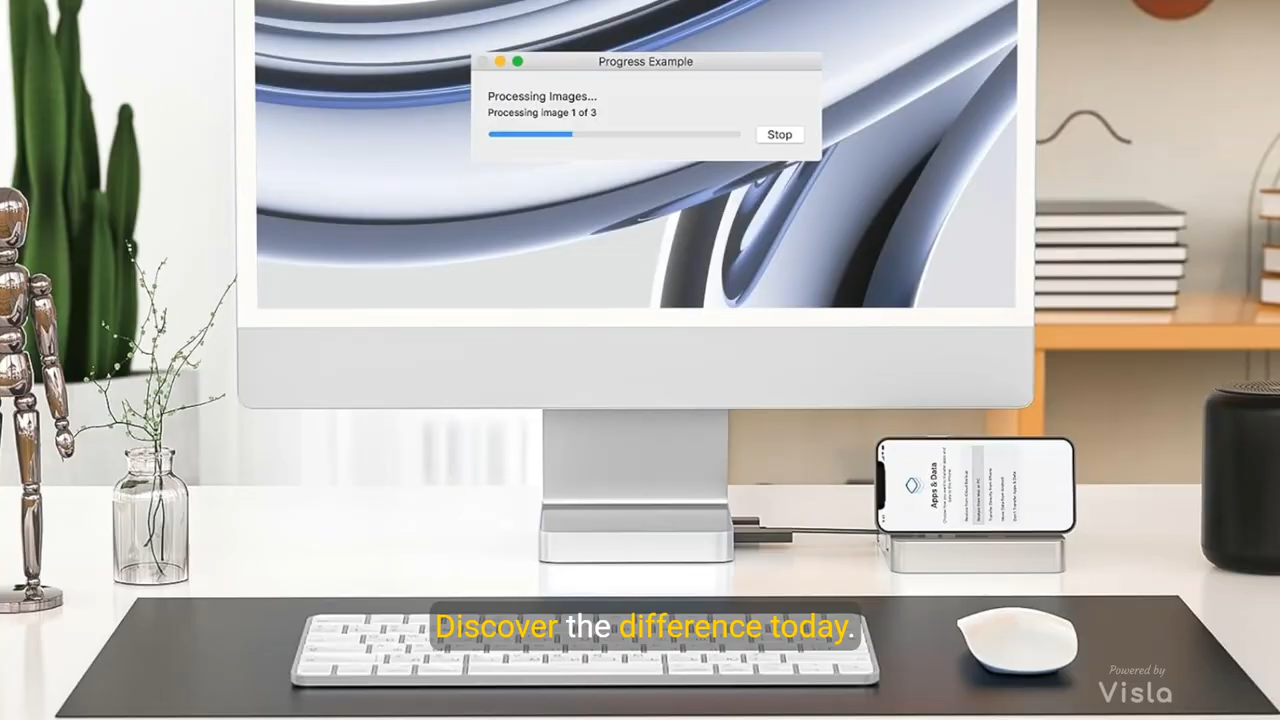 Progress Example
Processing Images...
Processing image 1 of 3
Stop
Apps & Data
Discover the difference today.
Powered by
Visla